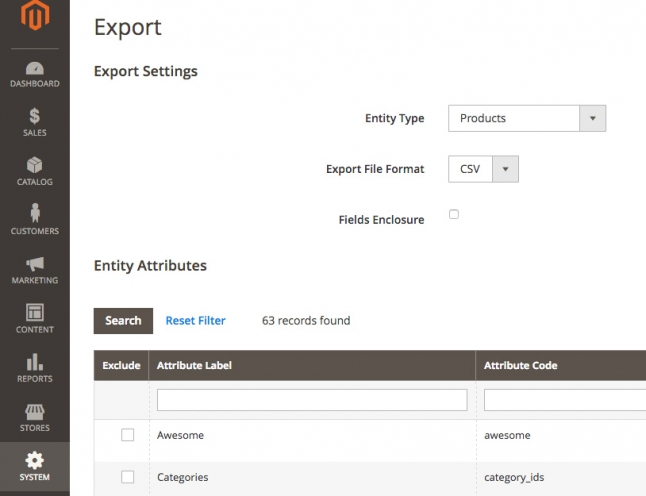 Export
Export Settings
Entity Type Products
Export File Format CSV
Fields Enclosure
Entity Attributes
Search Reset Filter 63 records found
Exclude Attribute Label Attribute Code
Awesome awesome
Categories category_ids
DASHBOARD
SALES
CATALOG
CUSTOMERS
MARKETING
CONTENT
REPORTS
STORES
SYSTEM